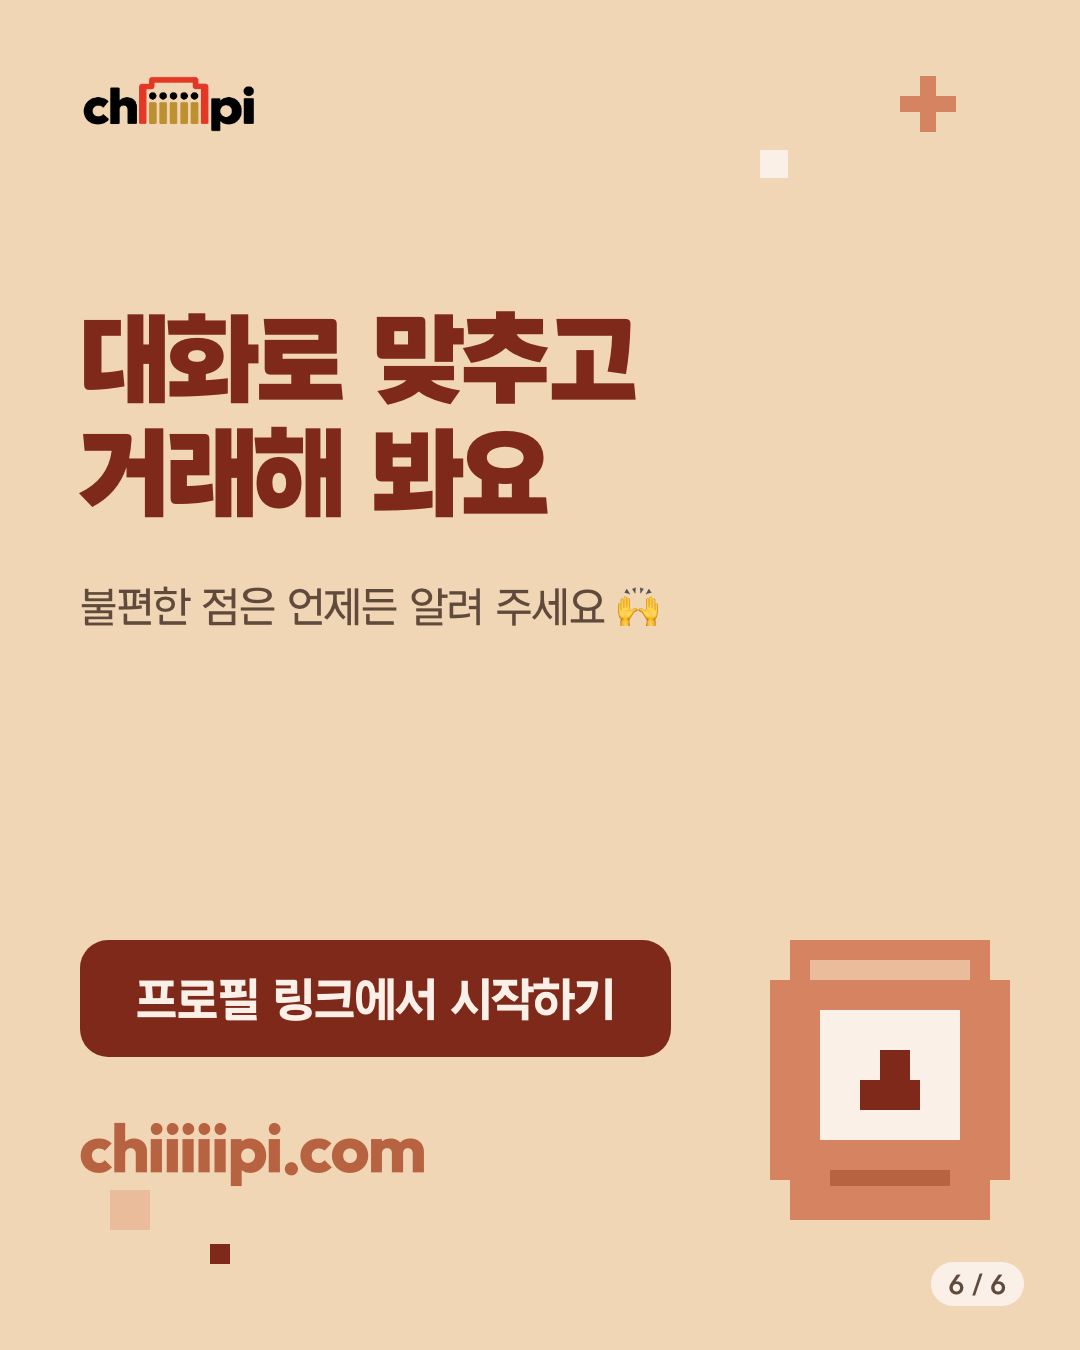 chiiiiipi
대화로 맞추고
거래해 봐요
불편한 점은 언제든 알려 주세요 🙌
프로필 링크에서 시작하기
chiiiiipi.com
6 / 6